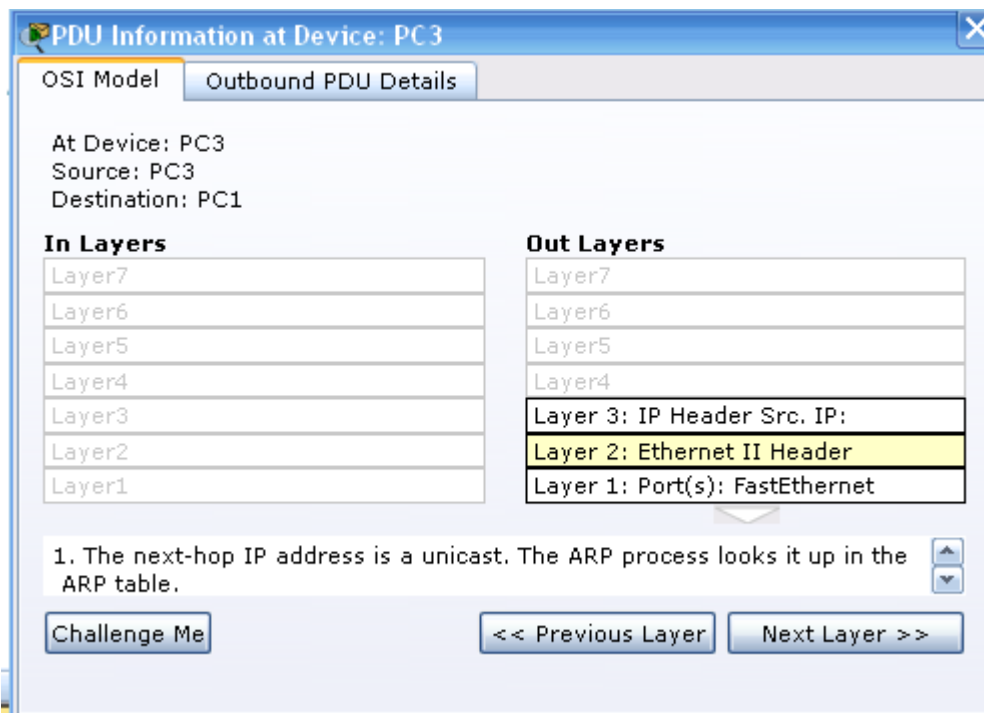 PDU Information at Device: PC3
OSI Model
Outbound PDU Details
At Device: PC3
Source: PC3
Destination: PC1
In Layers
Layer7
Layer6
Layer5
Layer4
Layer3
Layer2
Layer1
Out Layers
Layer7
Layer6
Layer5
Layer4
Layer 3: IP Header Src. IP:
Layer 2: Ethernet II Header
Layer 1: Port(s): FastEthernet
1. The next-hop IP address is a unicast. The ARP process looks it up in the
ARP table.
Challenge Me
<< Previous Layer
Next Layer >>